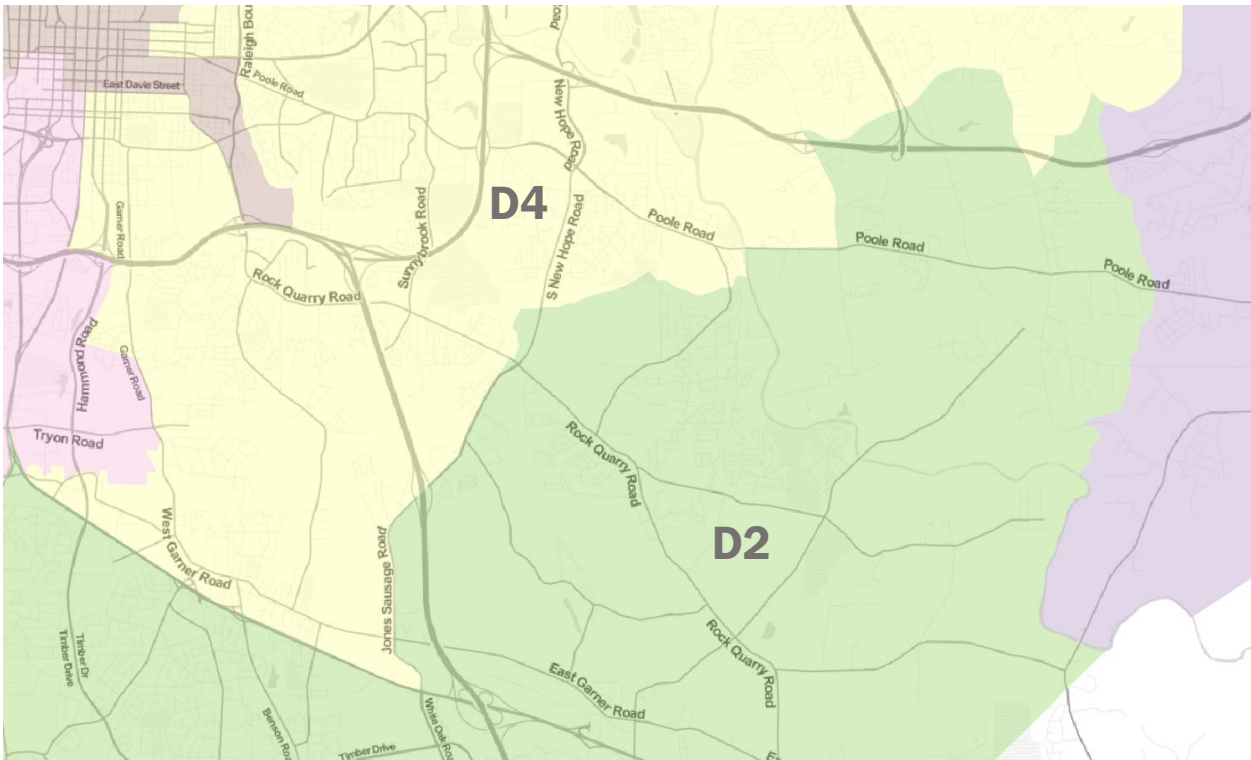 Raleigh Bou
road
East Davie Street
Poole Road
New Hope Road
D4
Sunnybrook Road
S New Hope Road
Garner Road
Poole Road
Poole Road
Poole Road
Rock Quarry Road
Hammond Road
Garner Road
Tryon Road
Rock Quarry Road
D2
West Garner Road
Jones Sausage Road
Timber Dr
Timber Drive
Rock Quarry Road
East Garner Road
White Oak Roa
Benson Roa
Timber Drive